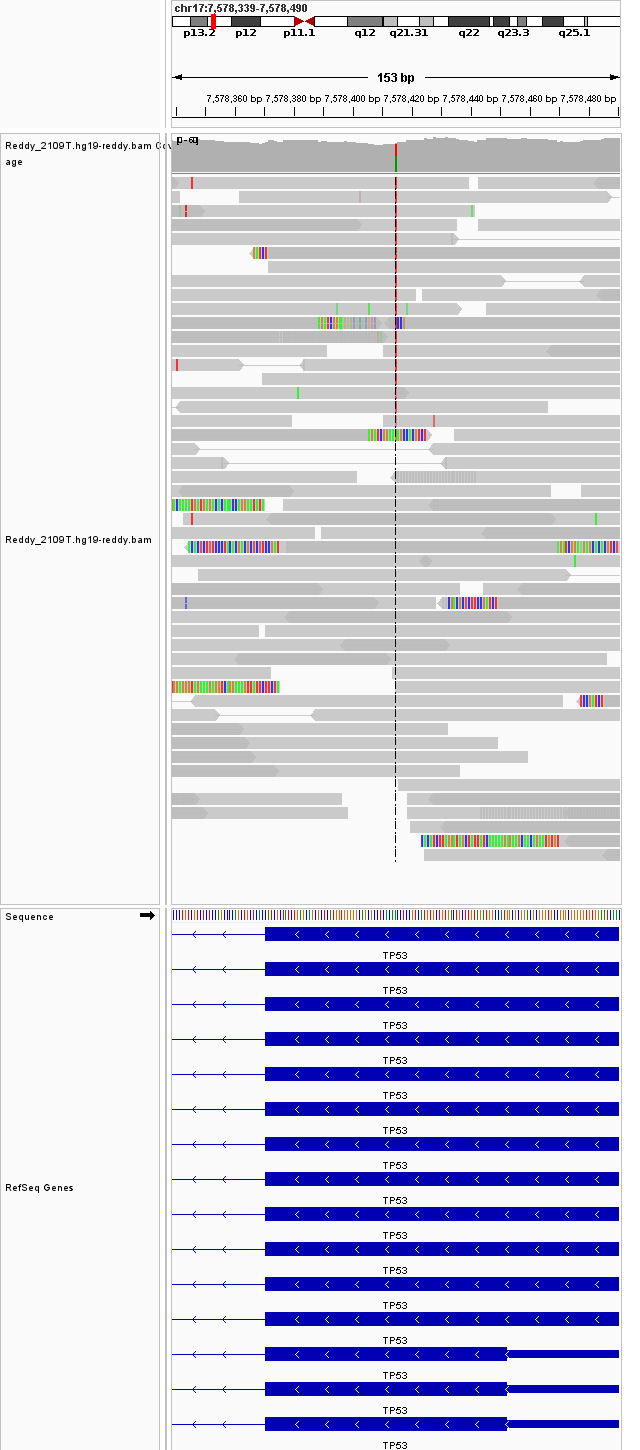 chr17:7,578,339-7,578,490
p13.2 p12 p11.1 q12 q21.31 q22 q23.3 q25.1
153 bp
7,578,360 bp 7,578,380 bp 7,578,400 bp 7,578,420 bp 7,578,440 bp 7,578,460 bp 7,578,480 bp
Reddy_2109T.hg19-reddy.bam Cov
age
Reddy_2109T.hg19-reddy.bam
Sequence
TP53
TP53
TP53
TP53
TP53
TP53
TP53
TP53
RefSeq Genes
TP53
TP53
TP53
TP53
TP53
TP53
TP53